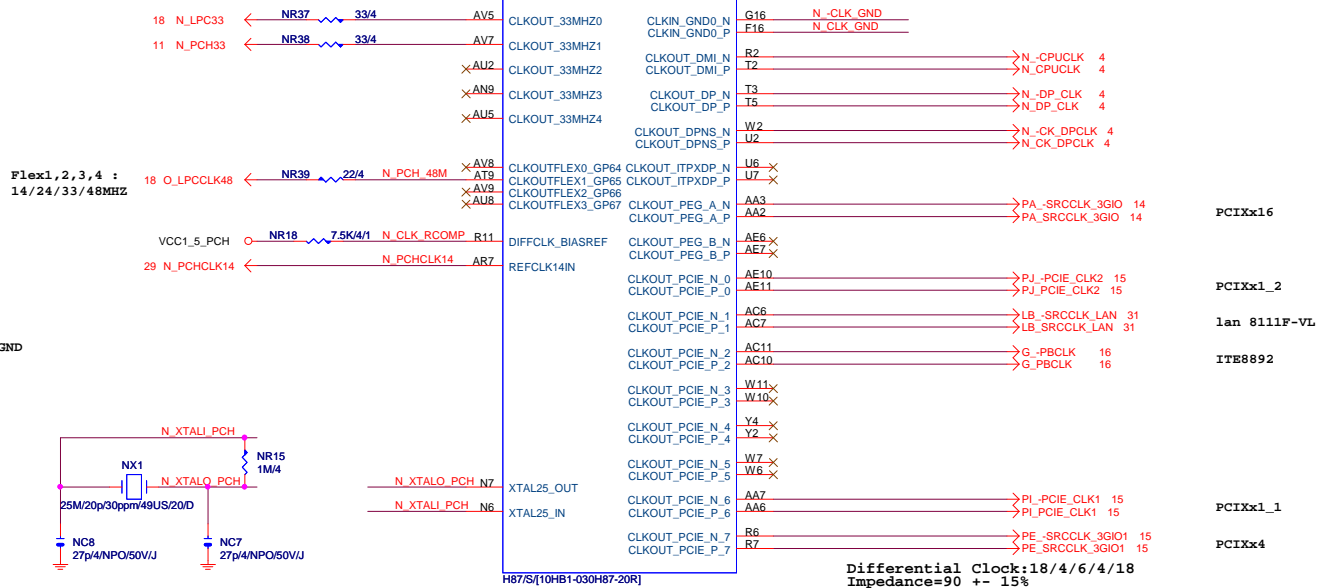 18 N_LPC33 NR37 33/4 AV5 CLKOUT_33MHZ0 CLKIN_GND0_N G16 N_-CLK_GND
CLKIN_GND0_P F16 N_CLK_GND
11 N_PCH33 NR38 33/4 AV7 CLKOUT_33MHZ1
CLKOUT_DMI_N R2 N_-CPUCLK 4
AU2 CLKOUT_33MHZ2 CLKOUT_DMI_P T2 N_CPUCLK 4
AN9 CLKOUT_33MHZ3 CLKOUT_DP_N T3 N_-DP_CLK 4
CLKOUT_DP_P T5 N_DP_CLK 4
AU5 CLKOUT_33MHZ4
CLKOUT_DPNS_N W2 N_-CK_DPCLK 4
CLKOUT_DPNS_P U2 N_CK_DPCLK 4
AV8 CLKOUTFLEX0_GP64 CLKOUT_ITPXDP_N U6
Flex1,2,3,4 :
14/24/33/48MHZ
18 O_LPCCLK48 NR39 22/4 N_PCH_48M AT9 CLKOUTFLEX1_GP65 CLKOUT_ITPXDP_P U7
AV9 CLKOUTFLEX2_GP66
AU8 CLKOUTFLEX3_GP67 CLKOUT_PEG_A_N AA3 PA_-SRCCLK_3GIO 14
CLKOUT_PEG_A_P AA2 PA_SRCCLK_3GIO 14
PCIXx16
VCC1_5_PCH NR18 7.5K/4/1 N_CLK_RCOMP R11 DIFFCLK_BIASREF CLKOUT_PEG_B_N AE6
CLKOUT_PEG_B_P AE7
29 N_PCHCLK14 N_PCHCLK14 AR7 REFCLK14IN
CLKOUT_PCIE_N_0 AE10 PJ_-PCIE_CLK2 15
CLKOUT_PCIE_P_0 AE11 PJ_PCIE_CLK2 15
PCIXx1_2
CLKOUT_PCIE_N_1 AC6 LB_-SRCCLK_LAN 31
CLKOUT_PCIE_P_1 AC7 LB_SRCCLK_LAN 31
lan 8111F-VL
GND
CLKOUT_PCIE_N_2 AC11 G_-PBCLK 16
CLKOUT_PCIE_P_2 AC10 G_PBCLK 16
ITE8892
CLKOUT_PCIE_N_3 W11
CLKOUT_PCIE_P_3 W10
CLKOUT_PCIE_N_4 Y4
CLKOUT_PCIE_P_4 Y2
N_XTALI_PCH
NR15
1M/4
NX1
N_XTALO_PCH
25M/20p/30ppm/49US/20/D
CLKOUT_PCIE_N_5 W7
CLKOUT_PCIE_P_5 W6
N_XTALO_PCH N7 XTAL25_OUT
N_XTALI_PCH N6 XTAL25_IN
CLKOUT_PCIE_N_6 AA7 PI_-PCIE_CLK1 15
CLKOUT_PCIE_P_6 AA6 PI_PCIE_CLK1 15
PCIXx1_1
NC8
27p/4/NPO/50V/J
NC7
27p/4/NPO/50V/J
CLKOUT_PCIE_N_7 R6 PE_-SRCCLK_3GIO1 15
CLKOUT_PCIE_P_7 R7 PE_SRCCLK_3GIO1 15
PCIXx4
H87/S/[10HB1-030H87-20R]
Differential Clock:18/4/6/4/18
Impedance=90 +- 15%